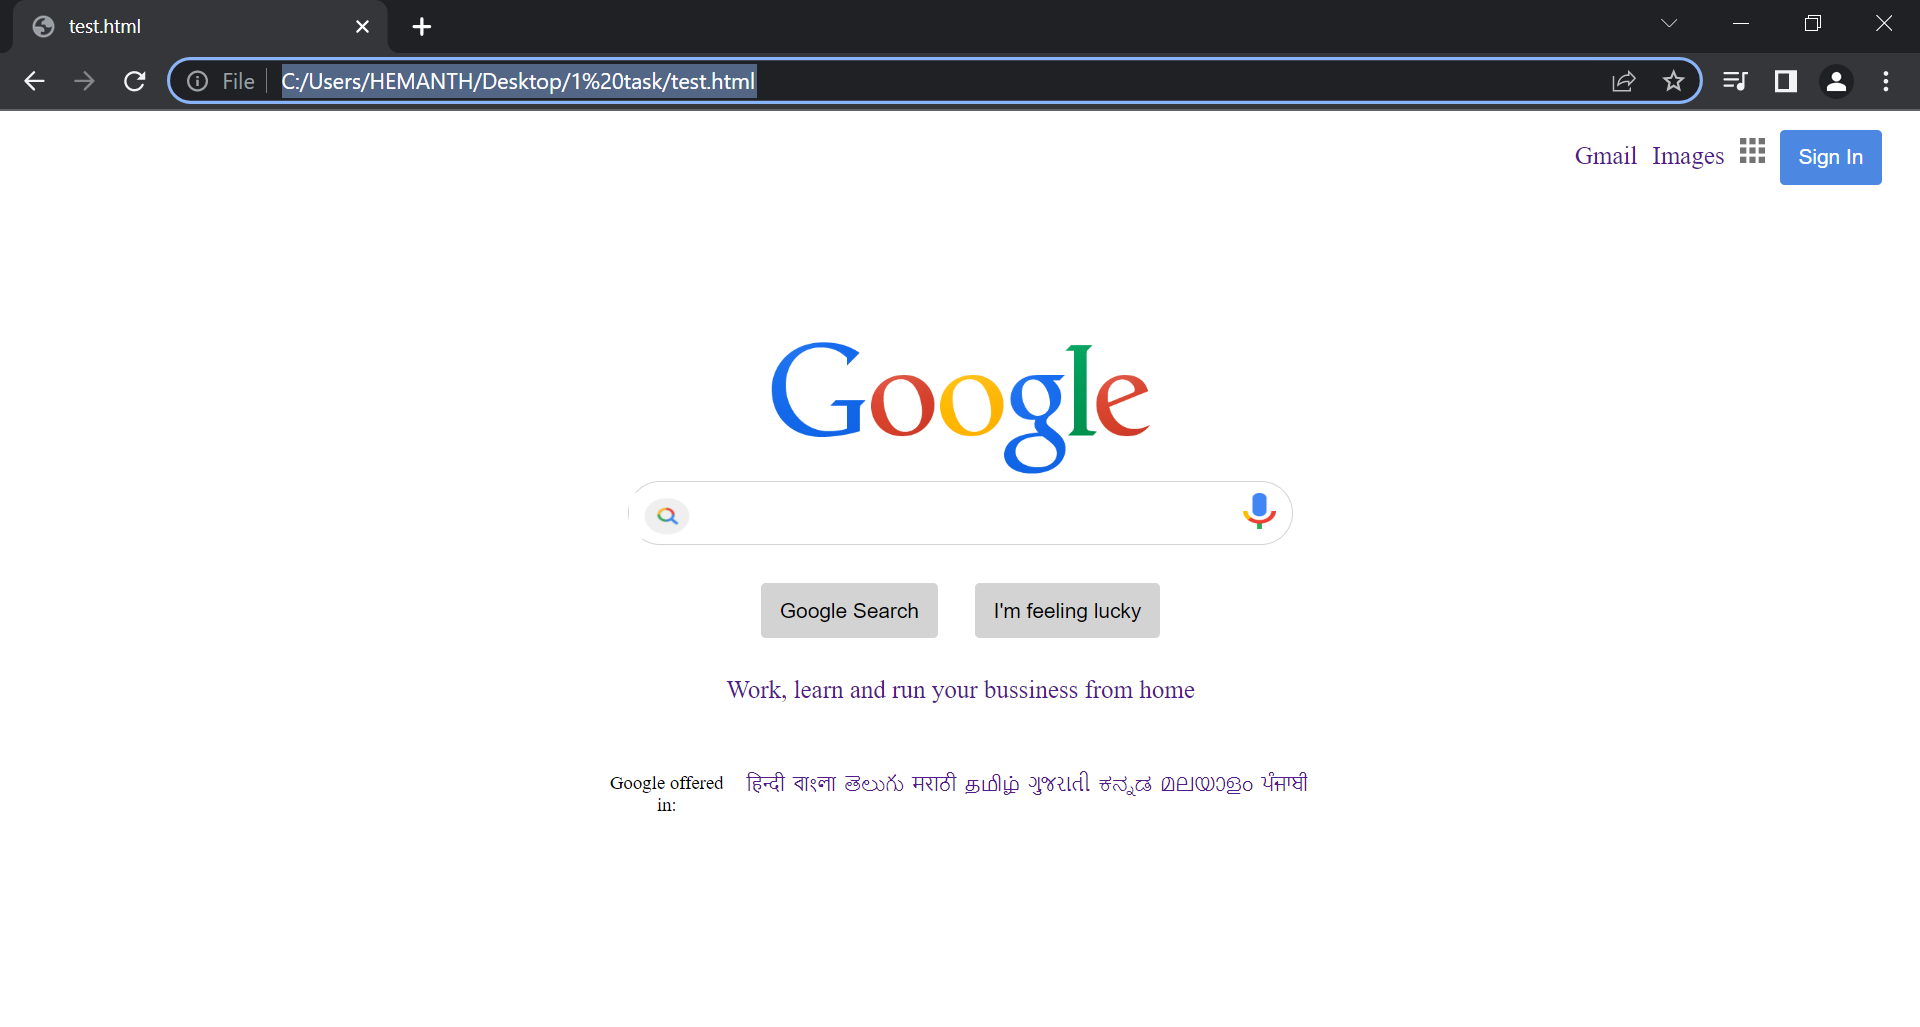 test.html
File C:/Users/HEMANTH/Desktop/1%20task/test.html
Gmail Images Sign In
Google
Google Search I'm feeling lucky
Work, learn and run your bussiness from home
Google offered हिन्दी বাংলা తెలుగు मराठी தமிழ் ગુજરાતી ಕನ್ನಡ മലയാളം ਪੰਜਾਬੀ
in: